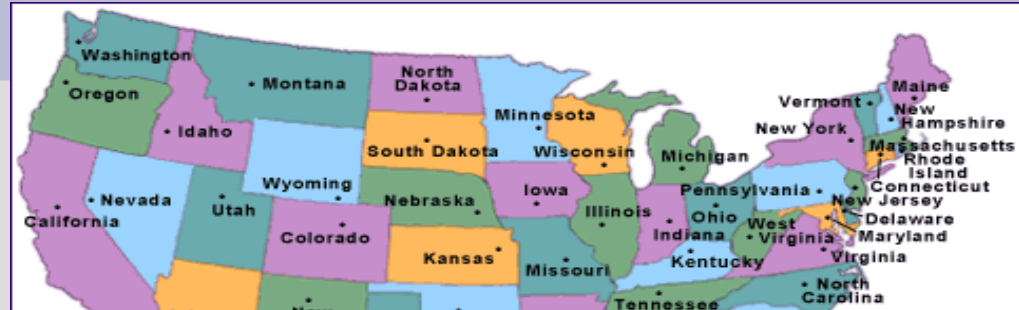 Washington
Montana
North
Dakota
Maine
Oregon
Minnesota
Vermont
New
Hampshire
Idaho
New York
South Dakota
Wisconsin
Michigan
Massachusetts
Rhode
Island
Connecticut
Wyoming
Iowa
Pennsylvania
Nevada
Utah
Nebraska
Illinois
Ohio
New Jersey
Delaware
California
Colorado
Indiana
West
Virginia
Maryland
Kansas
Missouri
Kentucky
Virginia
North
Carolina
Tennessee